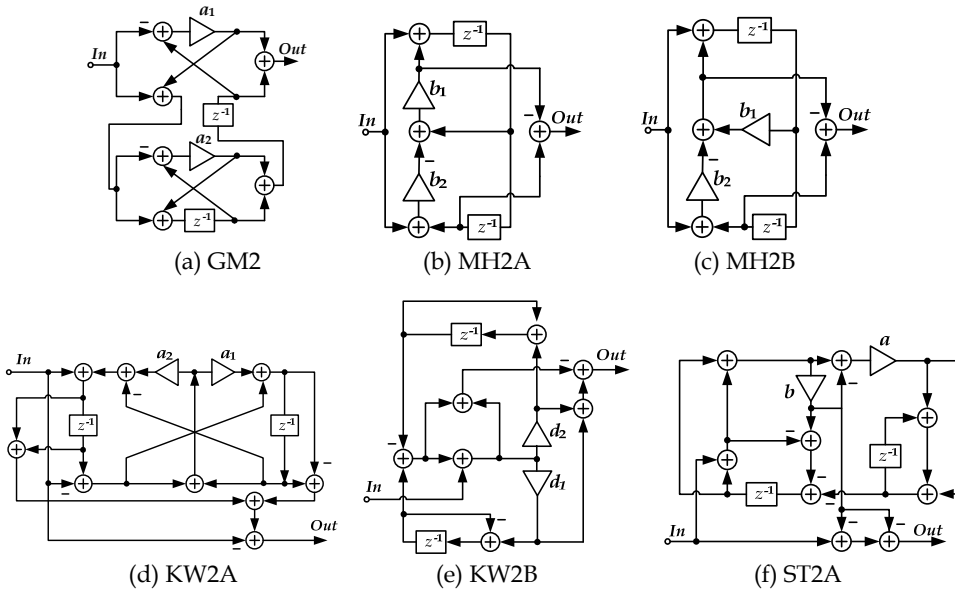 a₁
In
Out
z⁻¹
a₂
z⁻¹
(a) GM2
z⁻¹
b₁
In
Out
b₂
z⁻¹
(b) MH2A
z⁻¹
b₁
In
Out
b₂
z⁻¹
(c) MH2B
In
a₂
a₁
z⁻¹
z⁻¹
Out
(d) KW2A
z⁻¹
Out
d₂
In
d₁
z⁻¹
(e) KW2B
a
b
z⁻¹
z⁻¹
In
Out
(f) ST2A